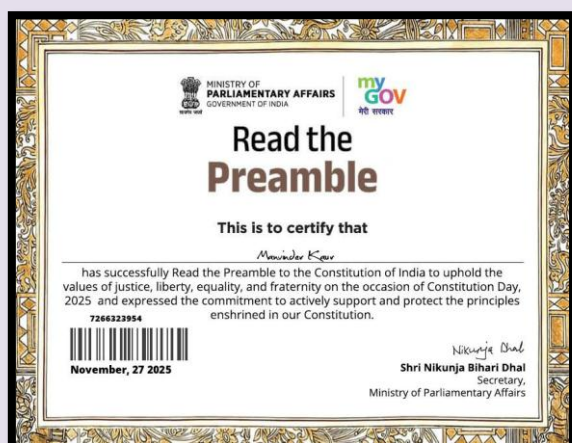 MINISTRY OF
PARLIAMENTARY AFFAIRS
GOVERNMENT OF INDIA
सत्यमेव जयते
my
GOV
मेरी सरकार
Read the
Preamble
This is to certify that
Manvinder Kaur
has successfully Read the Preamble to the Constitution of India to uphold the
values of justice, liberty, equality, and fraternity on the occasion of Constitution Day,
2025 and expressed the commitment to actively support and protect the principles
enshrined in our Constitution.
7266323954
November, 27 2025
Nikunja Dhal
Shri Nikunja Bihari Dhal
Secretary,
Ministry of Parliamentary Affairs